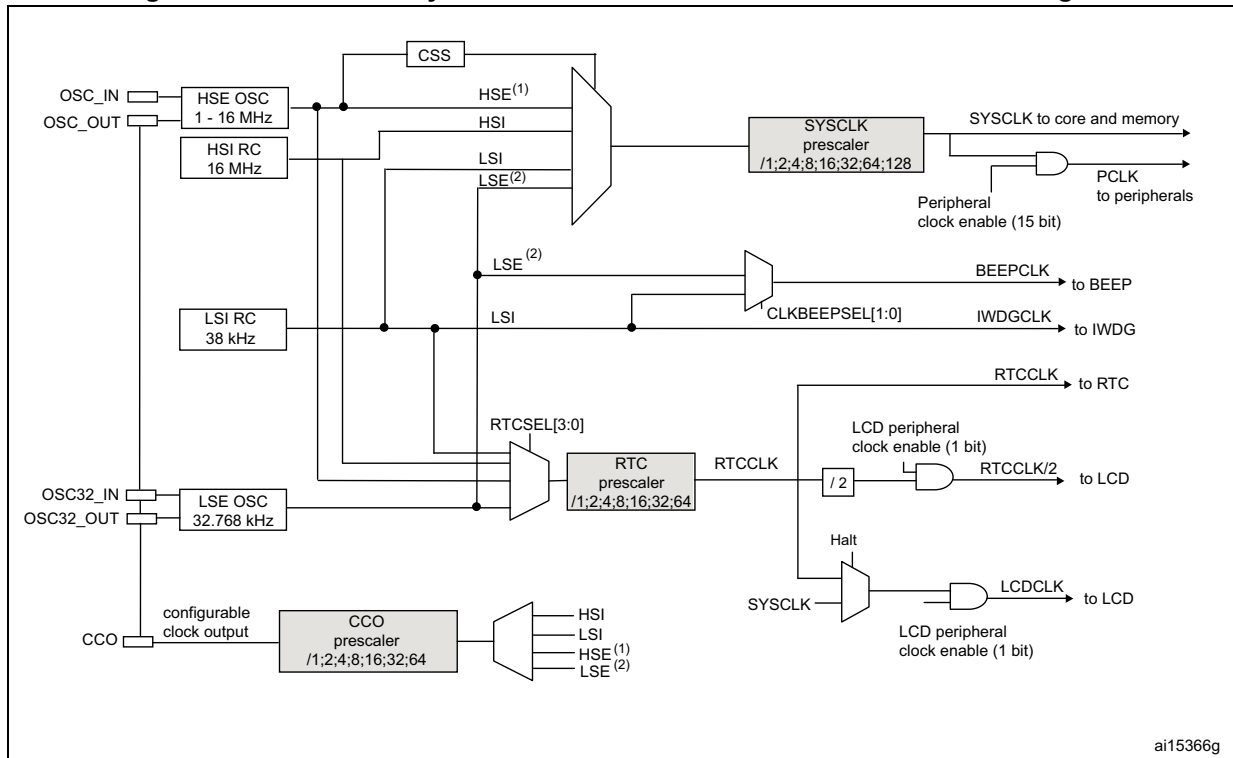 CSS
OSC_IN
OSC_OUT
HSE OSC
1 - 16 MHz
HSE(1)
HSI RC
16 MHz
HSI
LSI
LSE(2)
SYSCLK
prescaler
/1;2;4;8;16;32;64;128
SYSCLK to core and memory
PCLK
to peripherals
Peripheral
clock enable (15 bit)
LSE (2)
BEEPCLK
to BEEP
CLKBEEPSEL[1:0]
LSI RC
38 kHz
LSI
IWDGCLK
to IWDG
RTCCLK
to RTC
RTCSEL[3:0]
RTC
prescaler
/1;2;4;8;16;32;64
RTCCLK
/ 2
LCD peripheral
clock enable (1 bit)
RTCCLK/2
to LCD
OSC32_IN
OSC32_OUT
LSE OSC
32.768 kHz
Halt
SYSCLK
LCDCLK
to LCD
LCD peripheral
clock enable (1 bit)
CCO
configurable
clock output
CCO
prescaler
/1;2;4;8;16;32;64
HSI
LSI
HSE(1)
LSE(2)
ai15366g